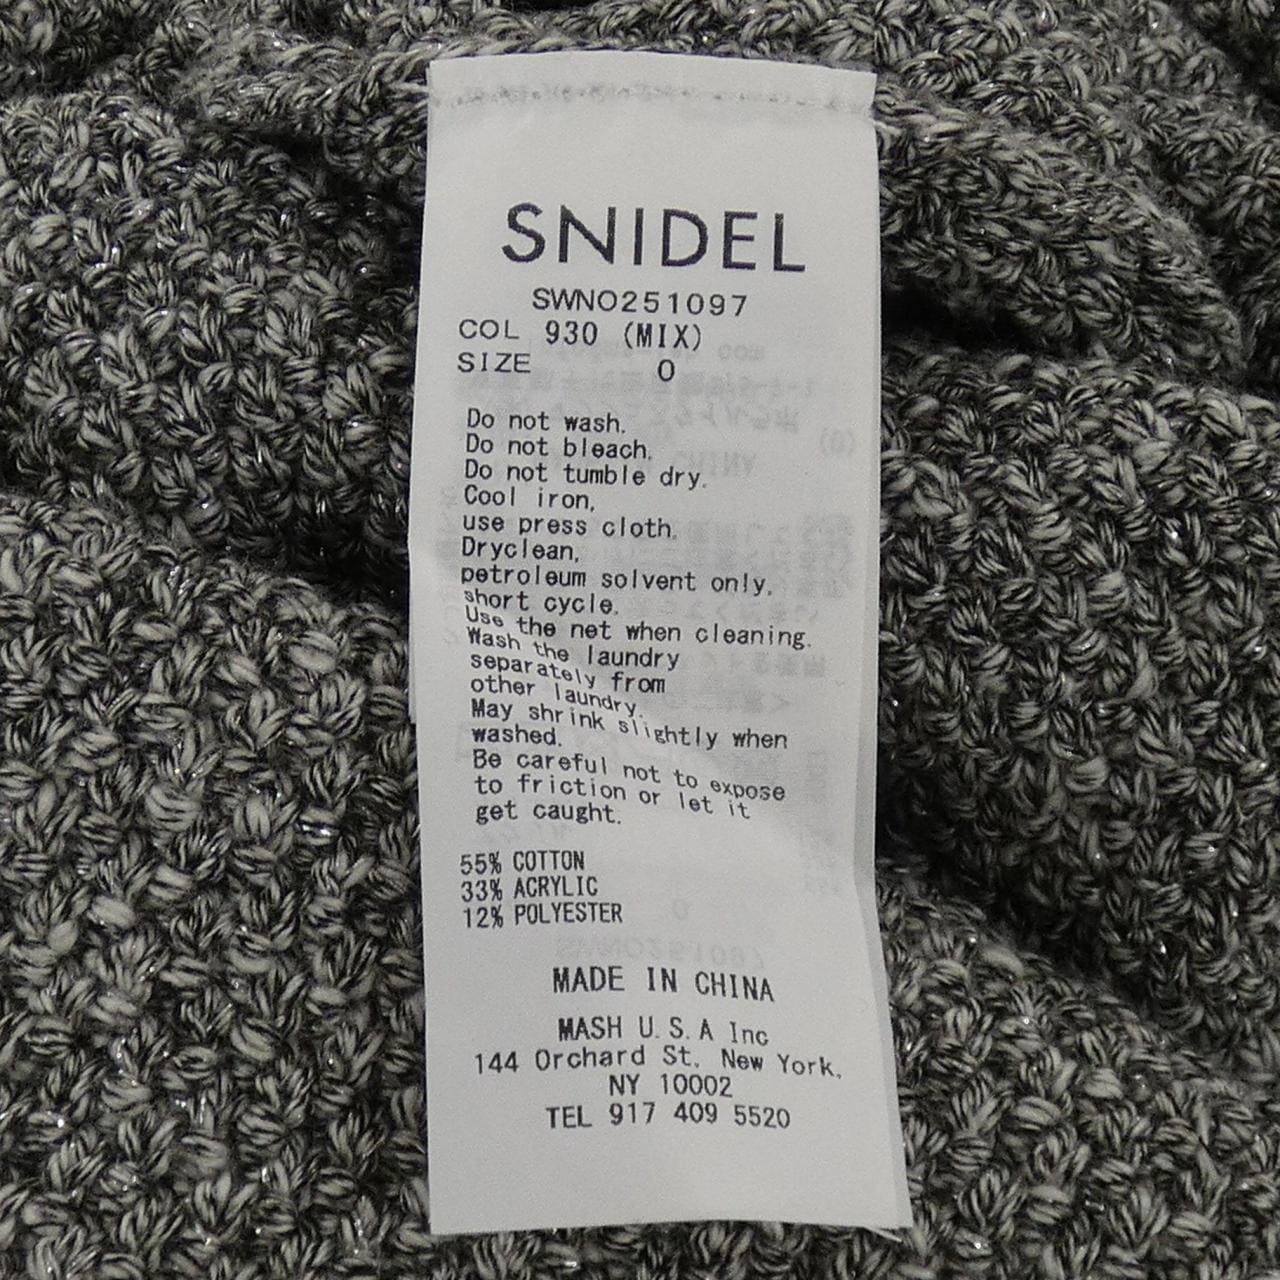 SNIDEL
SWNO251097
COL 930 (MIX)
SIZE 0
Do not wash.
Do not bleach.
Do not tumble dry.
Cool iron,
use press cloth.
Dryclean,
petroleum solvent only,
short cycle.
Use the net when cleaning.
Wash the laundry
separately from
other laundry.
May shrink slightly when
washed.
Be careful not to expose
to friction or let it
get caught.
55% COTTON
33% ACRYLIC
12% POLYESTER
MADE IN CHINA
MASH U.S.A Inc
144 Orchard St. New York,
NY 10002
TEL 917 409 5520